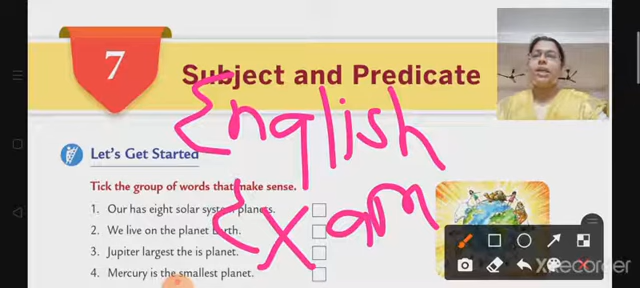 7
Subject and Predicate
English
Exam
Let's Get Started
Tick the group of words that make sense.
1. Our has eight solar system planets.
2. We live on the planet Earth.
3. Jupiter largest the is planet.
4. Mercury is the smallest planet.
XRecorder